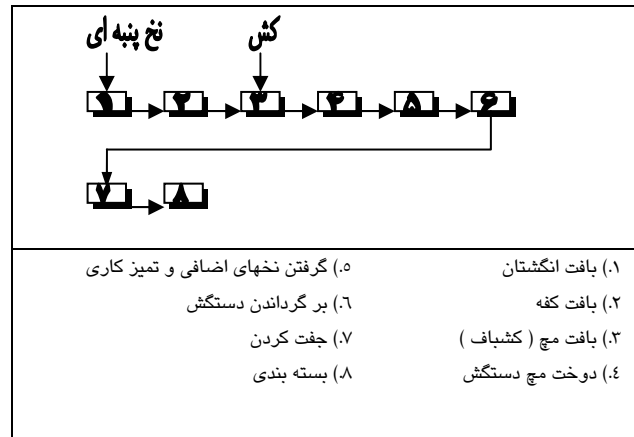 نخ پنبه ای کش
۱ ۲ ۳ ۴ ۵ ۶
۷ ۸
۱.) بافت انگشتان
۲.) بافت کفه
۳.) بافت مچ ( کشباف )
۴.) دوخت مچ دستگش
۵.) گرفتن نخهای اضافی و تمیز کاری
۶.) بر گرداندن دستگش
۷.) جفت کردن
۸.) بسته بندی